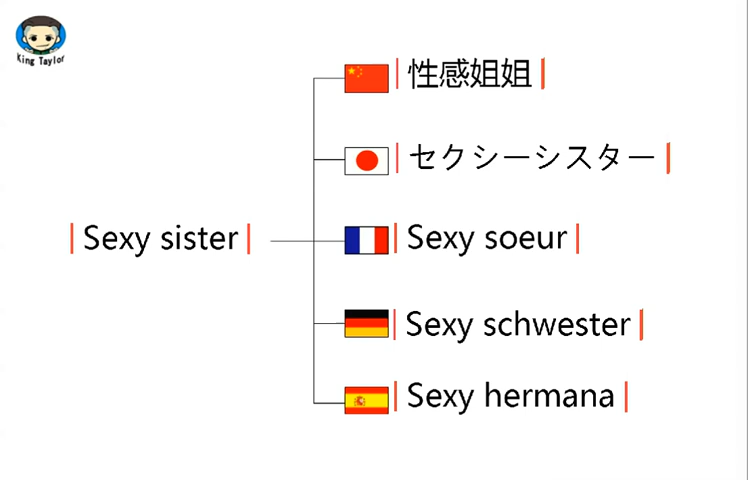 King Taylor
性感姐姐
セクシーシスター
Sexy sister
Sexy soeur
Sexy schwester
Sexy hermana